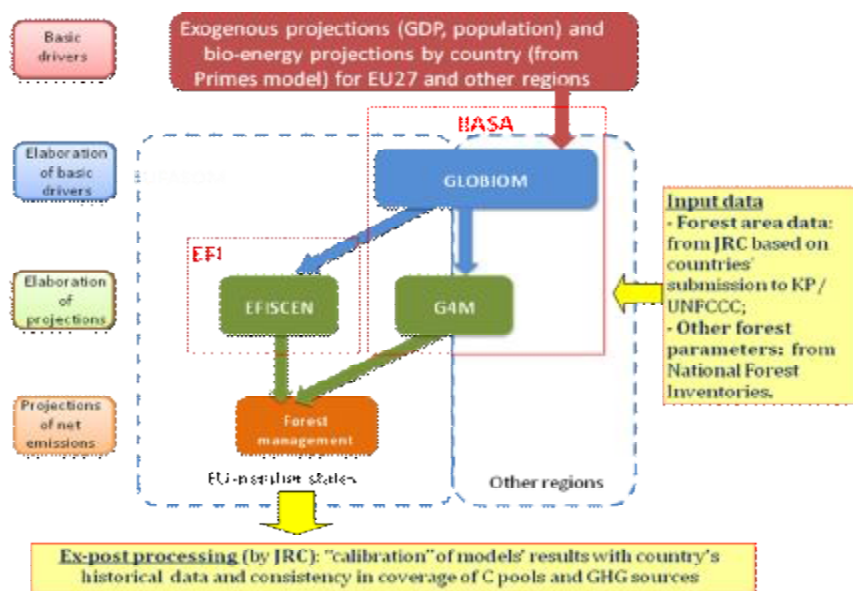 Basic
drivers
Exogenous projections (GDP, population) and
bio-energy projections by country (from
Primes model) for EU27 and other regions
IIASA
Elaboration
of basic
drivers
GLOBIOM
Input data
- Forest area data:
from JRC based on
countries'
submission to KP/
UNFCCC;
- Other forest
parameters: from
National Forest
Inventories.
EFI
Elaboration
of
projections
EFISCEN
G4M
Projections
of net
emissions
Forest
management
EU-member states
Other regions
Ex-post processing (by JRC): "calibration" of models' results with country's
historical data and consistency in coverage of C pools and GHG sources